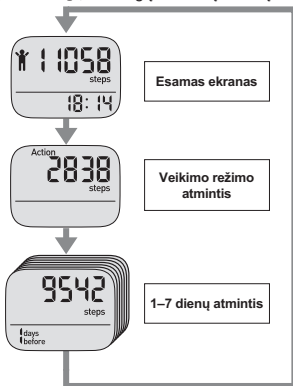 11058
steps
18:14
Esamas ekranas
Action
2838
steps
Veikimo režimo
atmintis
9542
steps
1 days
before
1–7 dienų atmintis